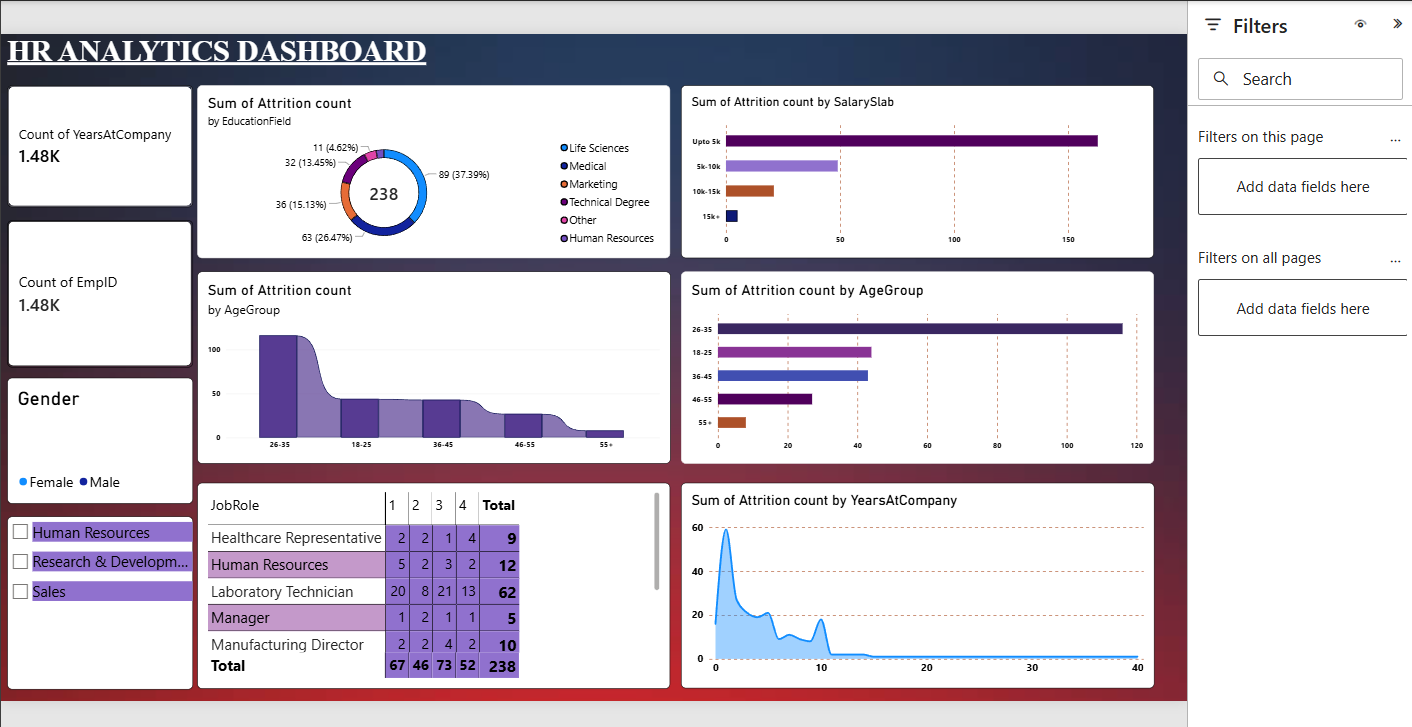 HR ANALYTICS DASHBOARD
Count of YearsAtCompany
1.48K
Count of EmpID
1.48K
Gender
Female Male
Human Resources
Research & Developm...
Sales
Sum of Attrition count
by EducationField
11 (4.62%)
32 (13.45%)
36 (15.13%)
63 (26.47%)
89 (37.39%)
238
Life Sciences
Medical
Marketing
Technical Degree
Other
Human Resources
Sum of Attrition count by SalarySlab
Upto 5k
5k-10k
10k-15k
15k+
0 50 100 150
Sum of Attrition count
by AgeGroup
100
50
0
26-35 18-25 36-45 46-55 55+
Sum of Attrition count by AgeGroup
26-35
18-25
36-45
46-55
55+
0 20 40 60 80 100 120
JobRole 1 2 3 4 Total
Healthcare Representative 2 2 1 4 9
Human Resources 5 2 3 2 12
Laboratory Technician 20 8 21 13 62
Manager 1 2 1 1 5
Manufacturing Director 2 2 4 2 10
Total 67 46 73 52 238
Sum of Attrition count by YearsAtCompany
60
40
20
0
0 10 20 30 40
Filters
Search
Filters on this page ...
Add data fields here
Filters on all pages ...
Add data fields here